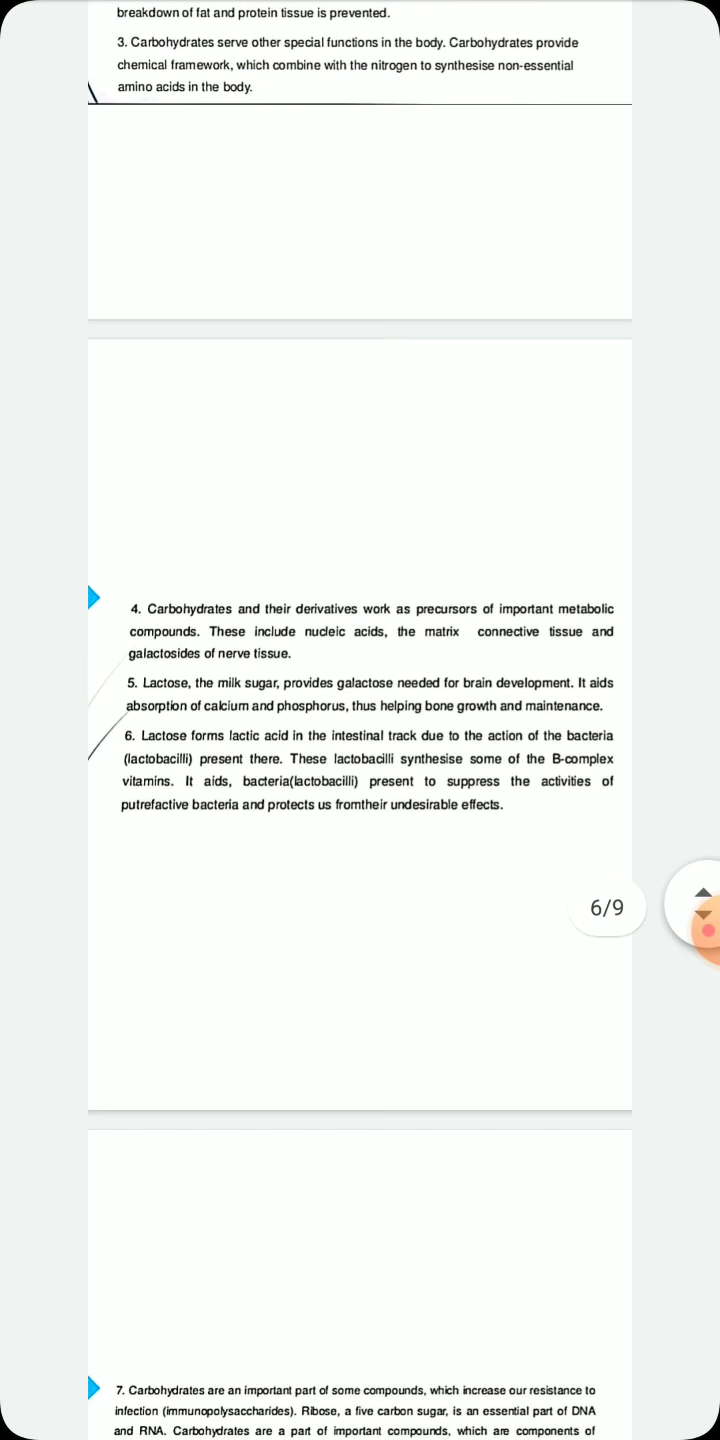 breakdown of fat and protein tissue is prevented.
3. Carbohydrates serve other special functions in the body. Carbohydrates provide
chemical framework, which combine with the nitrogen to synthesise non-essential
amino acids in the body.
4. Carbohydrates and their derivatives work as precursors of important metabolic
compounds. These include nucleic acids, the matrix connective tissue and
galactosides of nerve tissue.
5. Lactose, the milk sugar, provides galactose needed for brain development. It aids
absorption of calcium and phosphorus, thus helping bone growth and maintenance.
6. Lactose forms lactic acid in the intestinal track due to the action of the bacteria
(lactobacilli) present there. These lactobacilli synthesise some of the B-complex
vitamins. It aids, bacteria(lactobacilli) present to suppress the activities of
putrefactive bacteria and protects us fromtheir undesirable effects.
6/9
7. Carbohydrates are an important part of some compounds, which increase our resistance to
infection (immunopolysaccharides). Ribose, a five carbon sugar, is an essential part of DNA
and RNA. Carbohydrates are a part of important compounds, which are components of